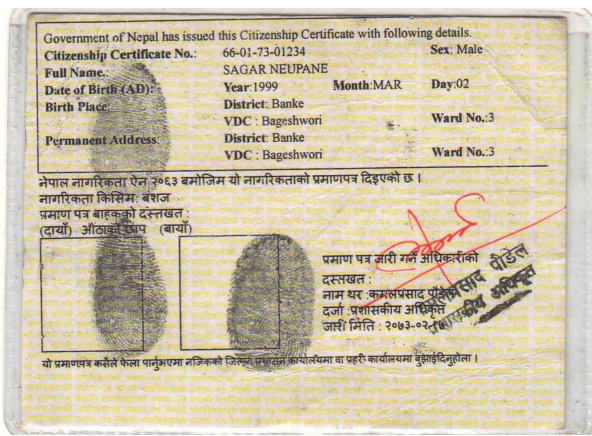 Government of Nepal has issued this Citizenship Certificate with following details.
Citizenship Certificate No.: 66-01-73-01234 Sex: Male
Full Name.: SAGAR NEUPANE
Date of Birth (AD): Year:1999 Month:MAR Day:02
Birth Place: District: Banke
VDC : Bageshwori Ward No.:3
Permanent Address: District: Banke
VDC : Bageshwori Ward No.:3
नेपाल नागरिकता ऐन २०६३ बमोजिम यो नागरिकताको प्रमाणपत्र दिइएको छ ।
नागरिकता किसिम: बंशज
प्रमाण पत्र बाहकको दस्तखत :
(दायाँ) औंठाको छाप (बायाँ)
प्रमाण पत्र जारी गर्ने अधिकारीको
दस्तखत :
नाम थर :कमलप्रसाद पौडेल
दर्जा :प्रशासकीय अधिकृत
जारी मिति : २०७३-०२-
प्रसाद पौडेल
प्रशासकीय अधिकृत
यो प्रमाणपत्र कसैले फेला पार्नुभएमा नजिकको जिल्ला प्रशासन कार्यालयमा वा प्रहरी कार्यालयमा बुझाईदिनुहोला ।